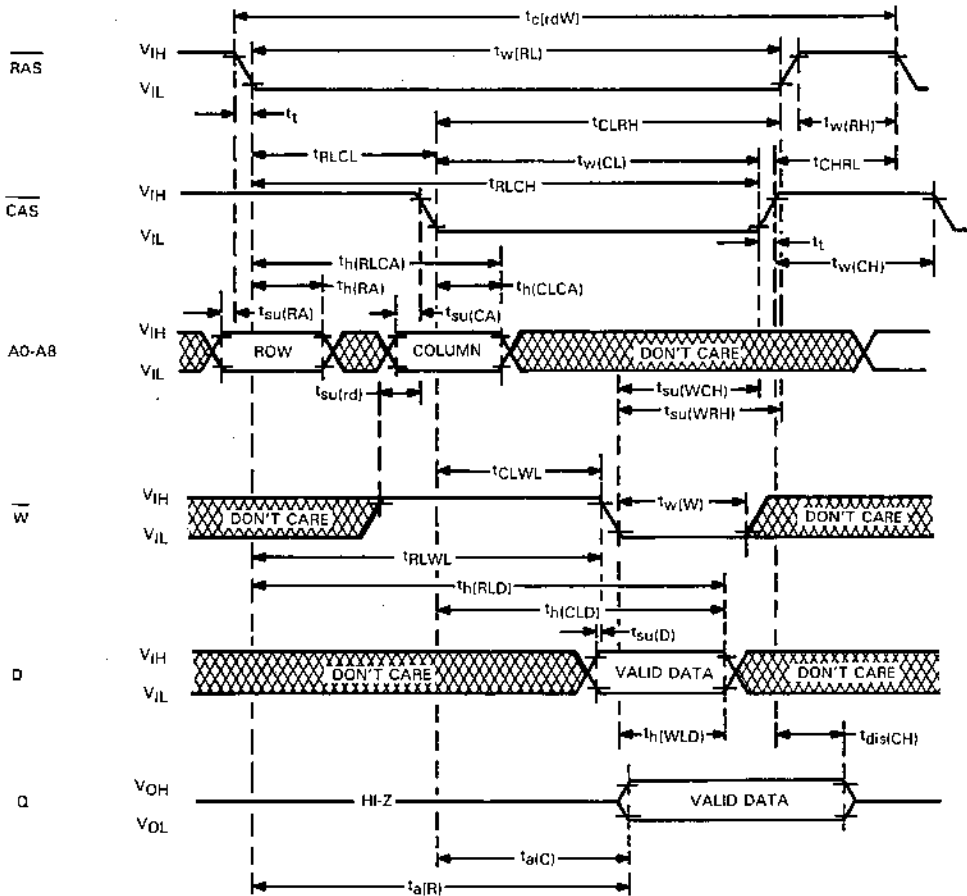 tc(rdW)
RAS
VIH
VIL
tw(RL)
tt
tCLRH
tw(RH)
tRLCL
tw(CL)
tCHRL
tRLCH
CAS
VIH
VIL
tt
th(RLCA)
tw(CH)
th(RA)
th(CLCA)
tsu(RA)
tsu(CA)
A0-A8
VIH
VIL
ROW
COLUMN
DON'T CARE
tsu(rd)
tsu(WCH)
tsu(WRH)
tCLWL
W
VIH
VIL
DON'T CARE
tw(W)
DON'T CARE
tRLWL
th(RLD)
th(CLD)
tsu(D)
D
VIH
VIL
DON'T CARE
VALID DATA
DON'T CARE
th(WLD)
tdis(CH)
Q
VOH
VOL
HI-Z
VALID DATA
ta(C)
ta(R)